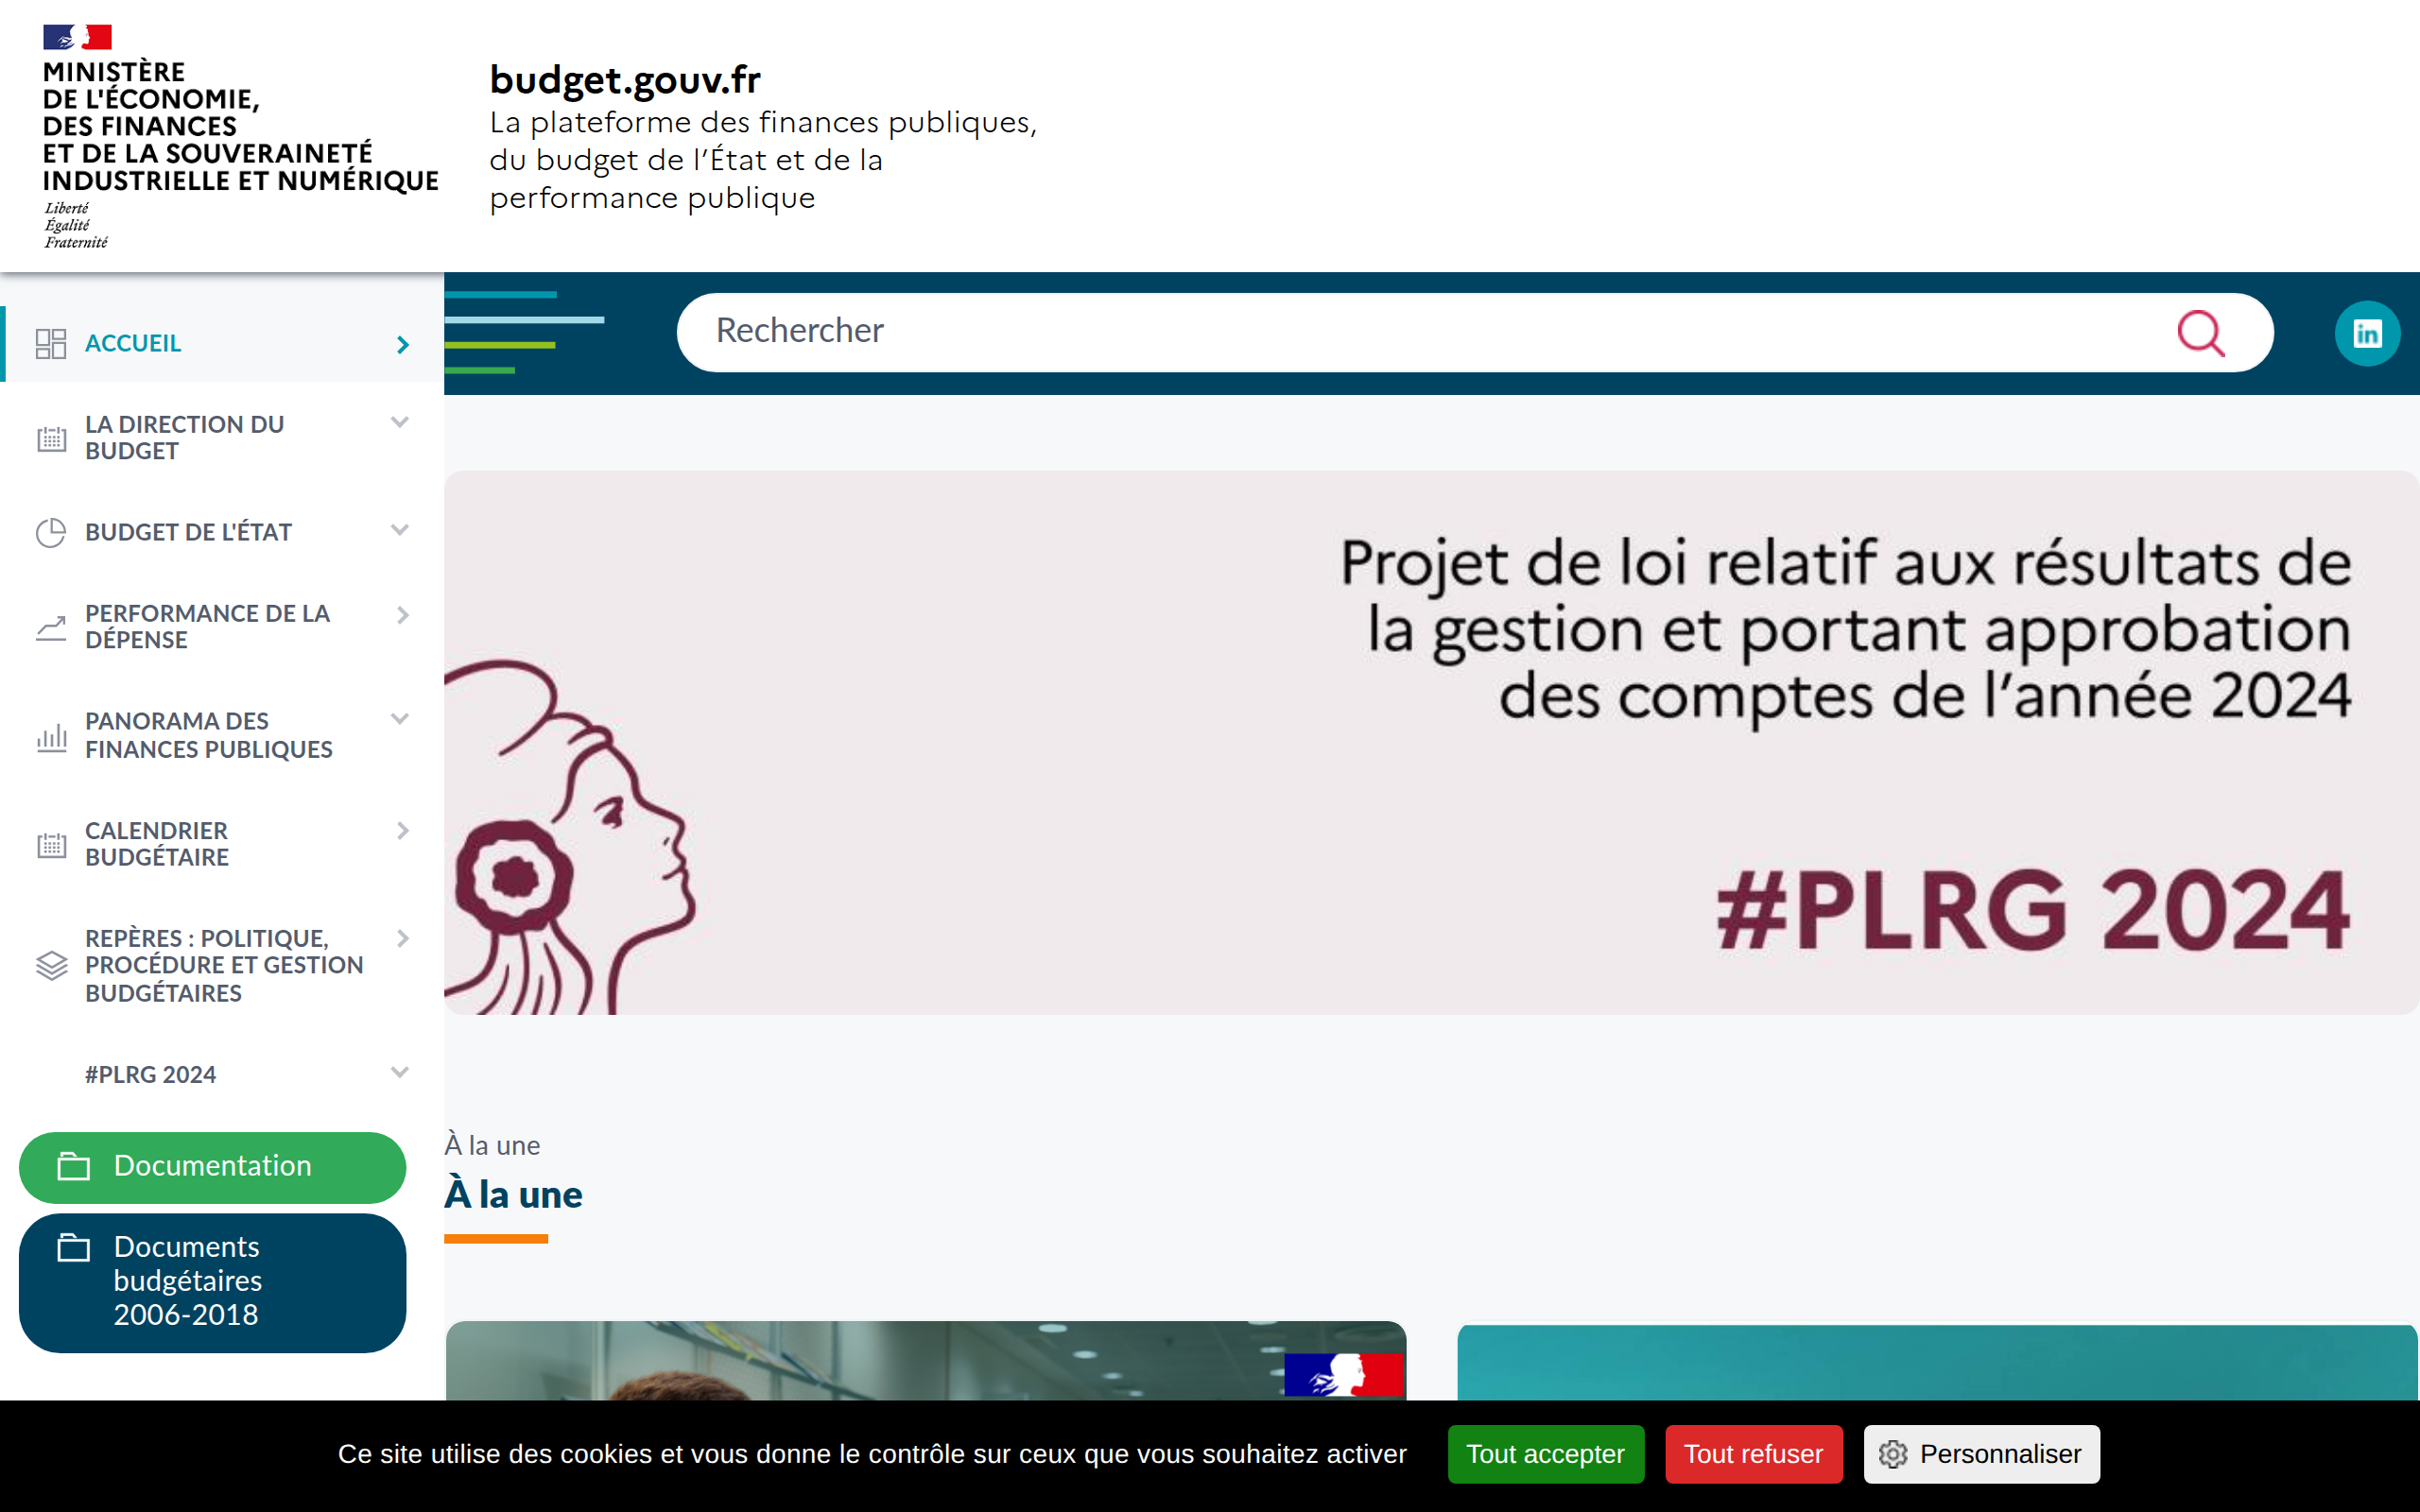 MINISTÈRE
DE L'ÉCONOMIE,
DES FINANCES
ET DE LA SOUVERAINETÉ
INDUSTRIELLE ET NUMÉRIQUE
Liberté
Égalité
Fraternité
budget.gouv.fr
La plateforme des finances publiques,
du budget de l’État et de la
performance publique
ACCUEIL
LA DIRECTION DU
BUDGET
BUDGET DE L'ÉTAT
PERFORMANCE DE LA
DÉPENSE
PANORAMA DES
FINANCES PUBLIQUES
CALENDRIER
BUDGÉTAIRE
REPÈRES : POLITIQUE,
PROCÉDURE ET GESTION
BUDGÉTAIRES
#PLRG 2024
Documentation
Documents
budgétaires
2006-2018
Rechercher
in
Projet de loi relatif aux résultats de
la gestion et portant approbation
des comptes de l’année 2024
#PLRG 2024
À la une
À la une
Ce site utilise des cookies et vous donne le contrôle sur ceux que vous souhaitez activer
Tout accepter
Tout refuser
Personnaliser